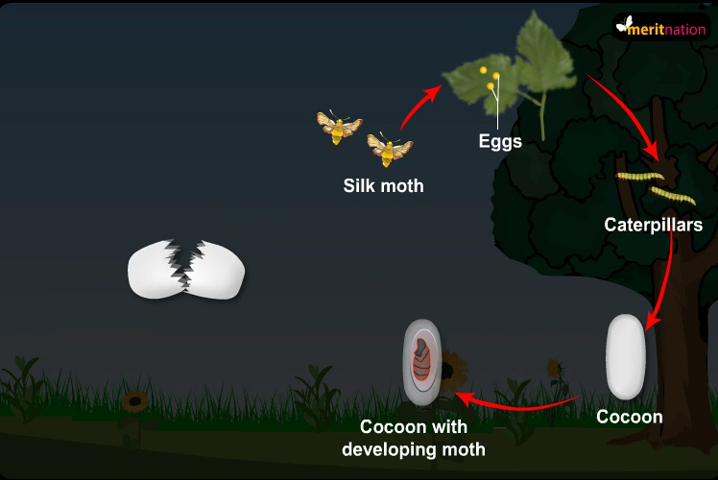 meritnation
Eggs
Silk moth
Caterpillars
Cocoon
Cocoon with
developing moth